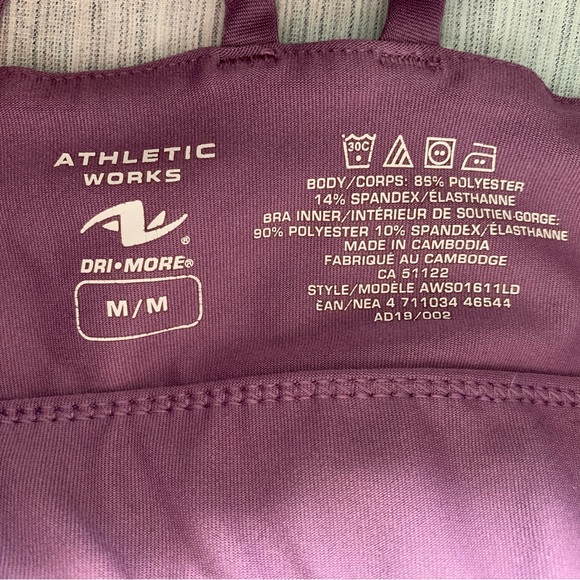 ATHLETIC
WORKS
DRI•MORE®
M/M
30C
BODY/CORPS: 86% POLYESTER
14% SPANDEX/ÉLASTHANNE
BRA INNER/INTÉRIEUR DE SOUTIEN-GORGE:
90% POLYESTER 10% SPANDEX/ÉLASTHANNE
MADE IN CAMBODIA
FABRIQUÉ AU CAMBODGE
CA 51122
STYLE/MODÈLE AWS01611LD
ÈAN/NEA 4 711034 46544
AD19/002